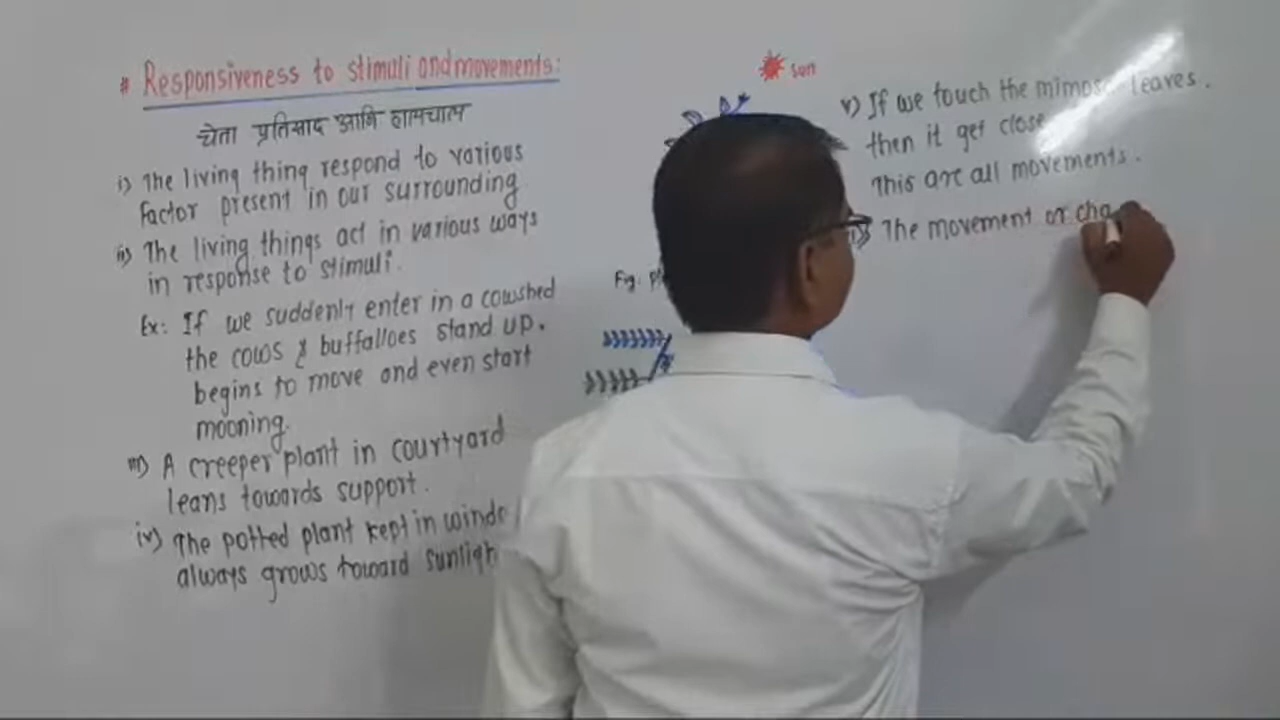 # Responsiveness to stimuli and movements:
चेता प्रतिसाद आणि हालचाल
i) The living thing respond to various
factor present in our surrounding
ii) The living things act in various ways
in response to stimuli.
Ex: If we suddenly enter in a cowshed
the cows & buffalloes stand up.
begins to move and even start
mooning.
iii) A creeper plant in courtyard
leans towards support.
iv) The potted plant kept in
always grows toward
sun
Fig:
v) If we touch the leaves.
then it get close
This are all movements.
The movement or